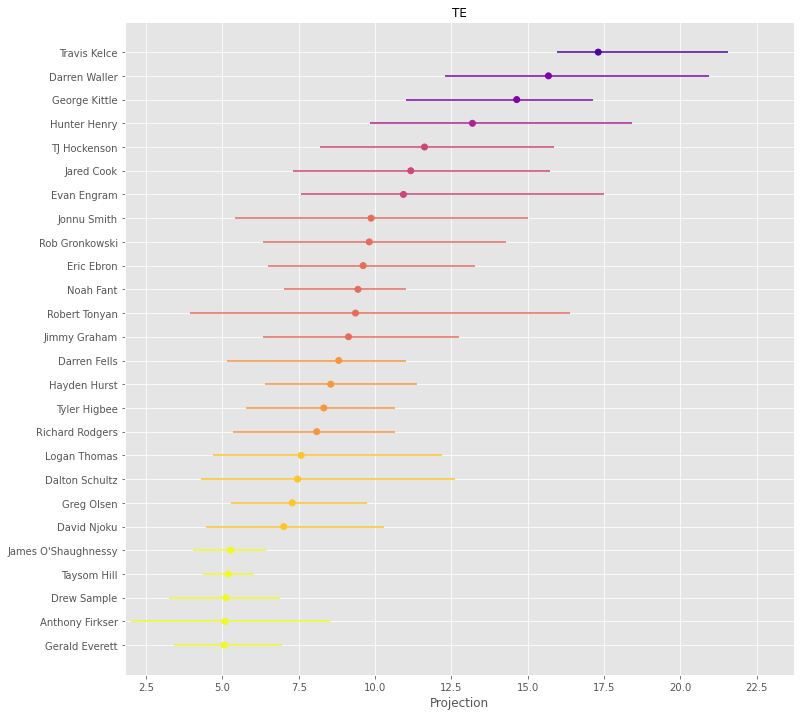 TE
Travis Kelce
Darren Waller
George Kittle
Hunter Henry
TJ Hockenson
Jared Cook
Evan Engram
Jonnu Smith
Rob Gronkowski
Eric Ebron
Noah Fant
Robert Tonyan
Jimmy Graham
Darren Fells
Hayden Hurst
Tyler Higbee
Richard Rodgers
Logan Thomas
Dalton Schultz
Greg Olsen
David Njoku
James O'Shaughnessy
Taysom Hill
Drew Sample
Anthony Firkser
Gerald Everett
2.5 5.0 7.5 10.0 12.5 15.0 17.5 20.0 22.5
Projection